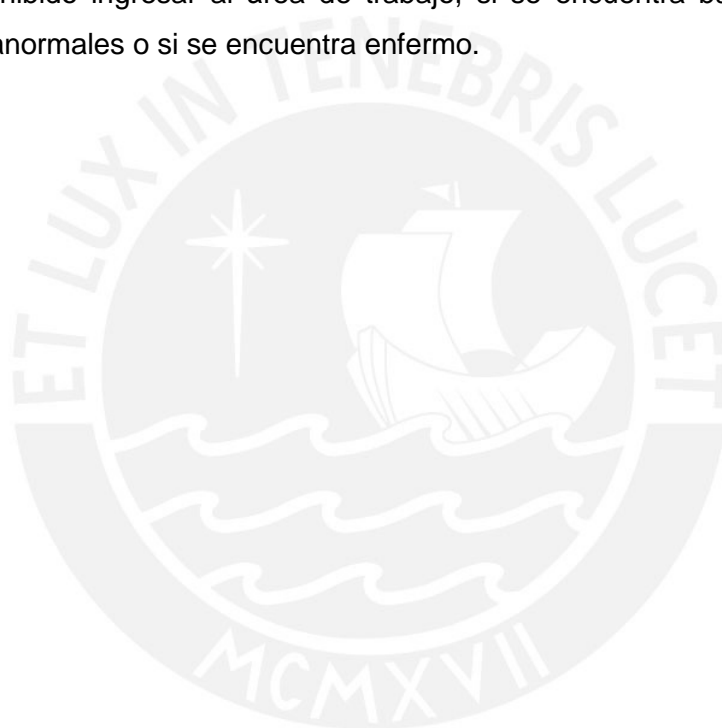 hibido ingresar al área de trabajo, si se encuentra
anormales o si se encuentra enfermo.
ET LUX IN TENEBRIS LUCET
MCMXVII